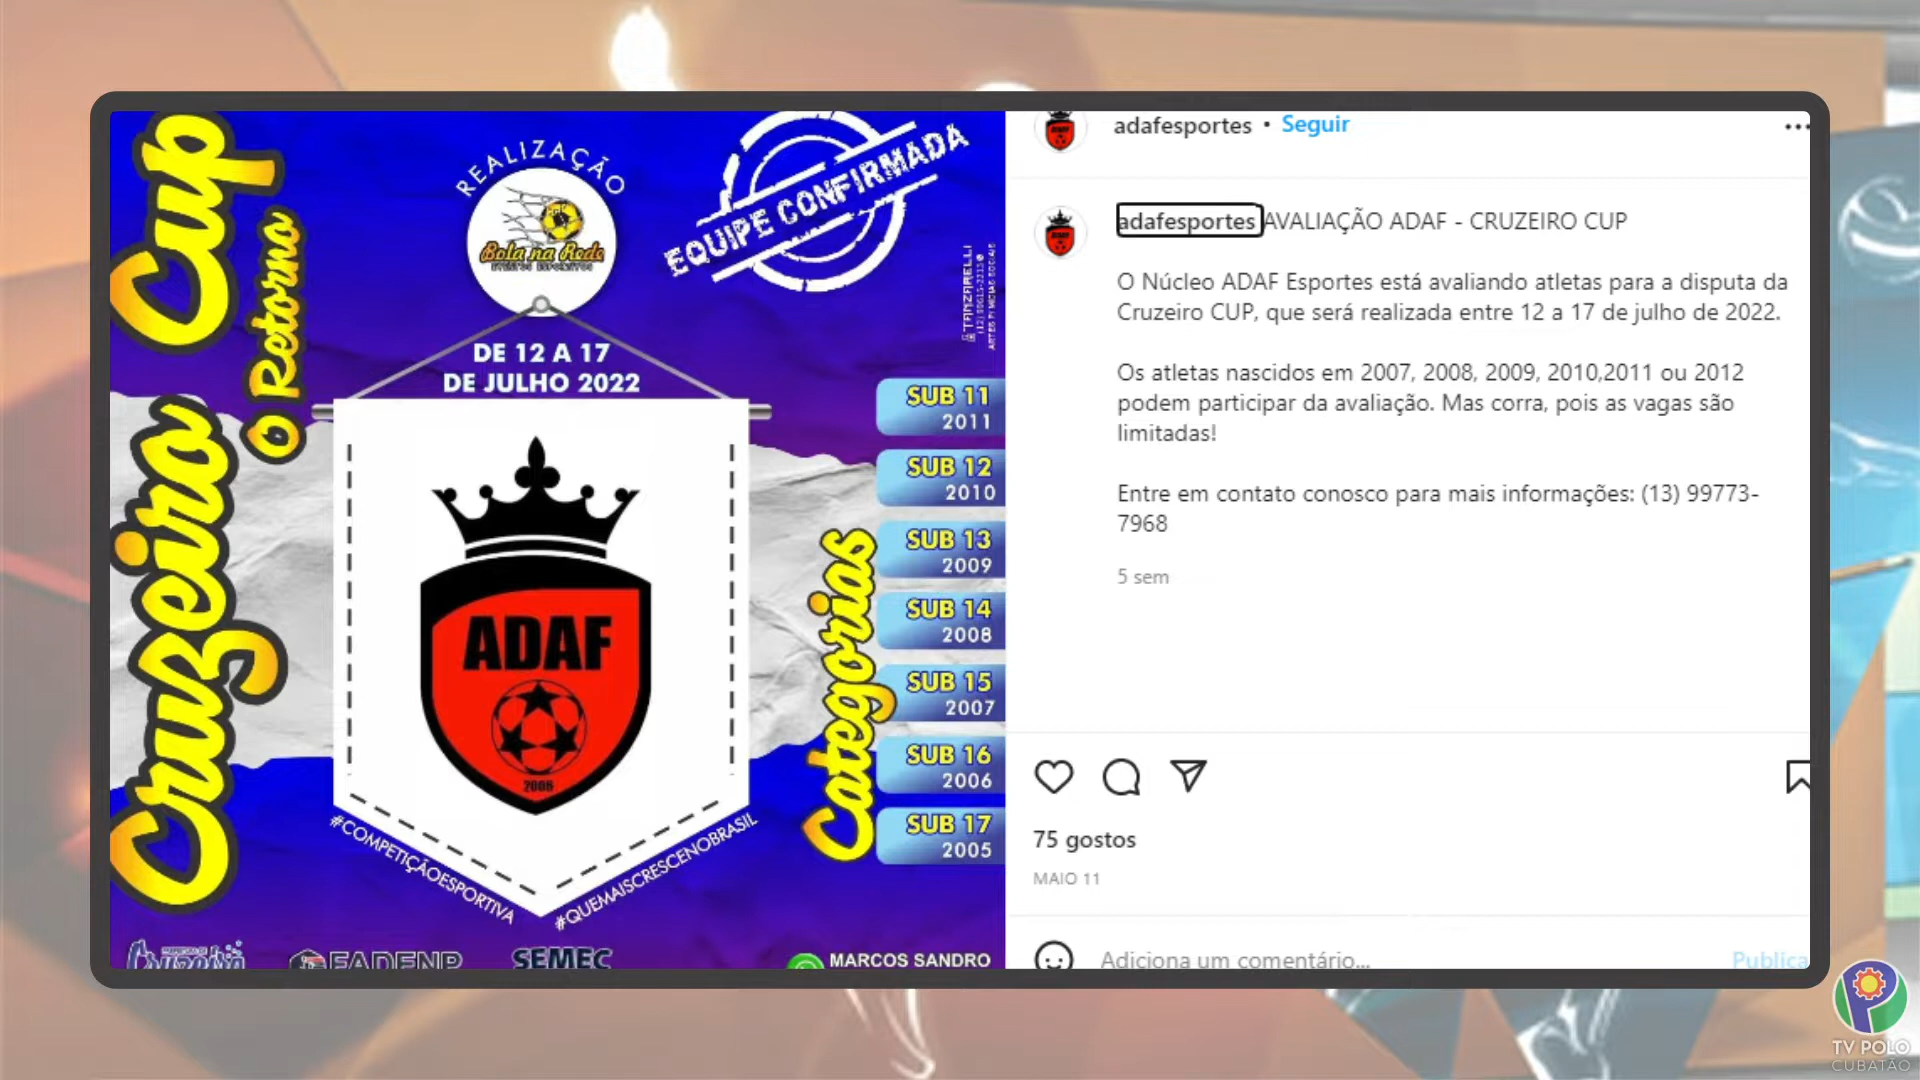 Cruzeiro Cup
O Retorno
REALIZAÇÃO
Bola na Rede
EVENTOS ESPORTIVOS
EQUIPE CONFIRMADA
TANZARELLI
DE 12 A 17
DE JULHO 2022
ADAF
2008
#COMPETIÇÃOESPORTIVA
#QUEMAISCRESCENOBRASIL
Categorias
SUB 11
2011
SUB 12
2010
SUB 13
2009
SUB 14
2008
SUB 15
2007
SUB 16
2006
SUB 17
2005
Cruzeiro
FADENP
SEMEC
MARCOS SANDRO
adafesportes • Seguir
adafesportes AVALIAÇÃO ADAF - CRUZEIRO CUP
O Núcleo ADAF Esportes está avaliando atletas para a disputa da
Cruzeiro CUP, que será realizada entre 12 a 17 de julho de 2022.
Os atletas nascidos em 2007, 2008, 2009, 2010,2011 ou 2012
podem participar da avaliação. Mas corra, pois as vagas são
limitadas!
Entre em contato conosco para mais informações: (13) 99773-
7968
5 sem
75 gostos
MAIO 11
Adiciona um comentário...
Publica
TV POLO
CUBATÃO